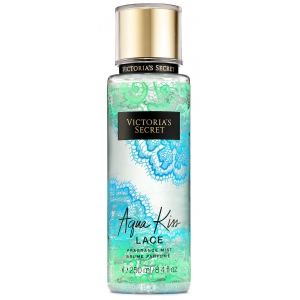 VICTORIA'S SECRET
VICTORIA'S
SECRET
Aqua Kiss
LACE
FRAGRANCE MIST
BRUME PARFUMÉE
250 ml / 8.4 fl oz